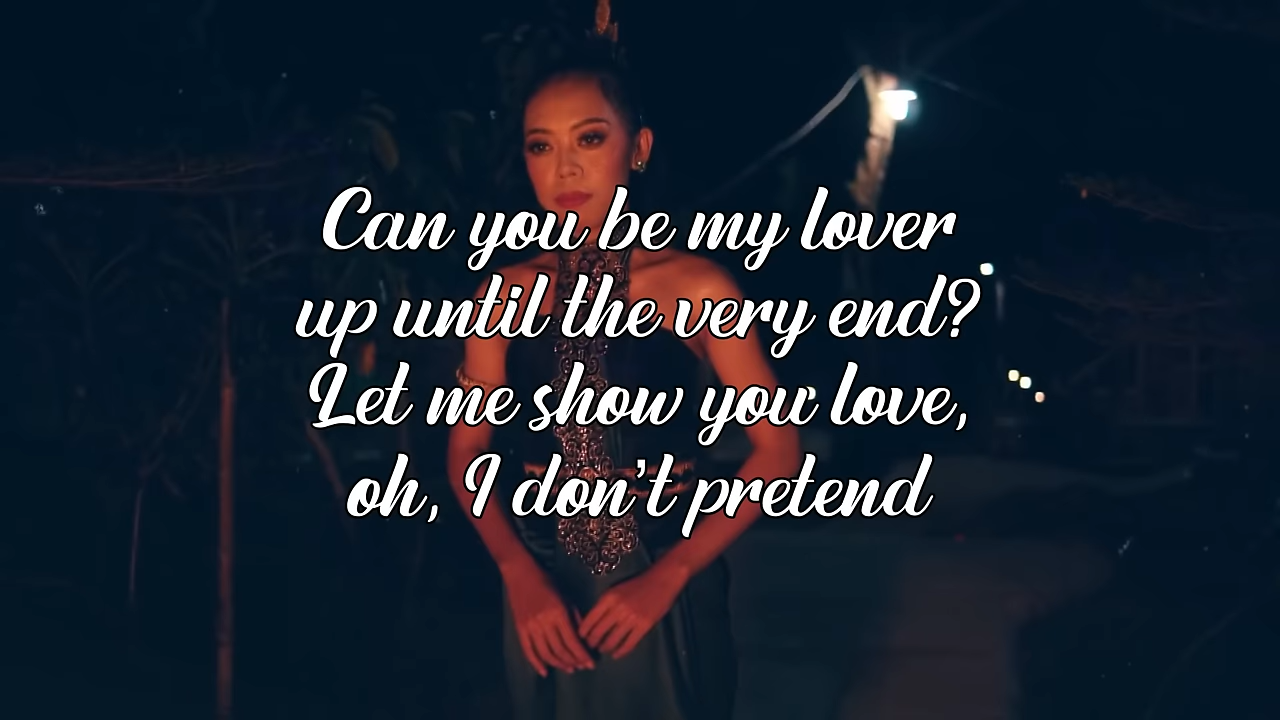 Can you be my lover
up until the very end?
Let me show you love,
oh, I don't pretend